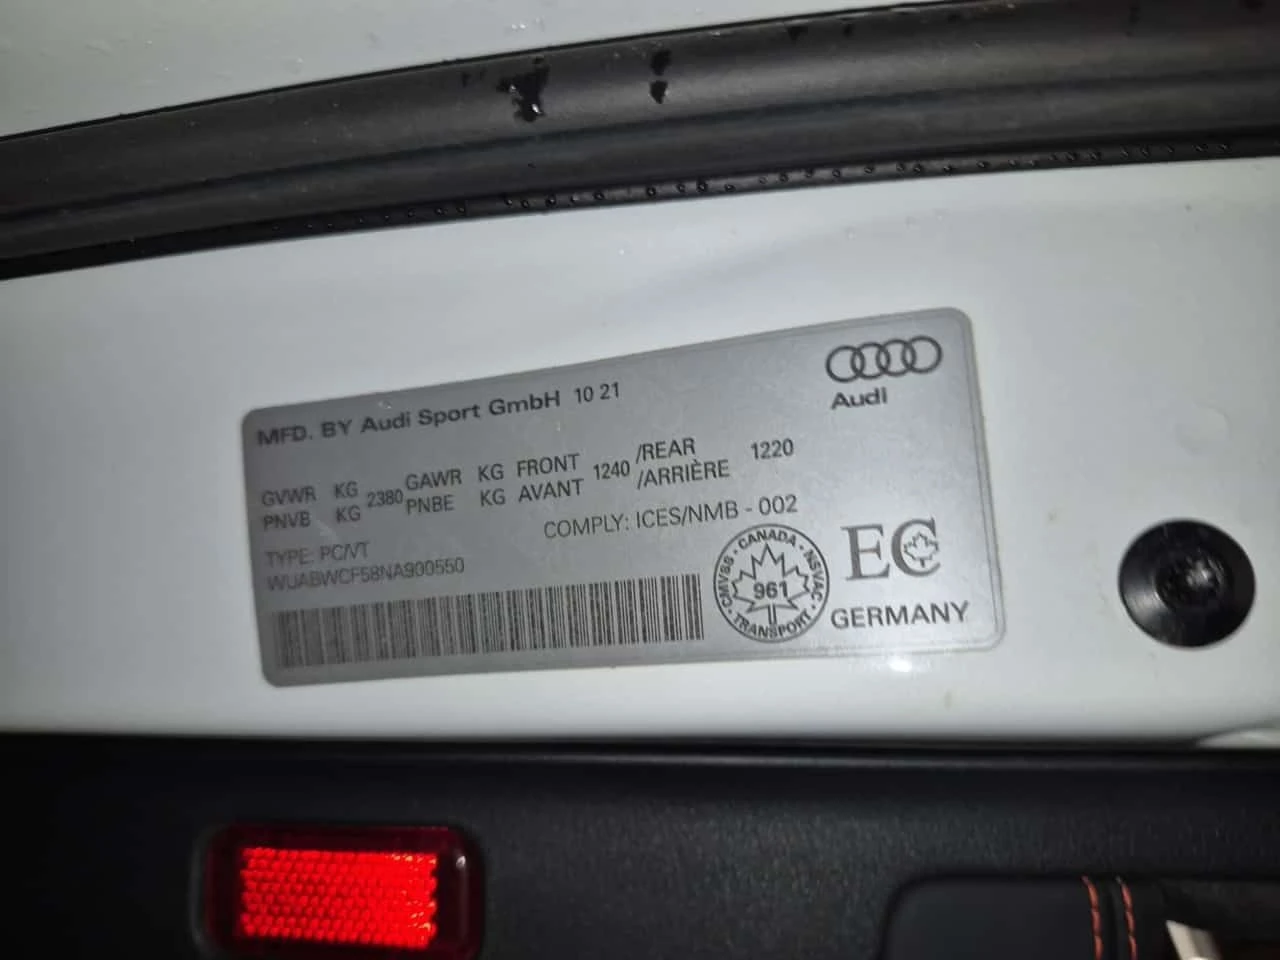 MFD. BY Audi Sport GmbH 10 21
Audi
GVWR KG 2380 GAWR KG FRONT 1240 /REAR 1220
PNVB KG PNBE KG AVANT /ARRIÈRE
COMPLY: ICES/NMB - 002
TYPE: PC/VT
WUABWCF58NA900550
CANADA · NSVAC · TRANSPORT · CMVSS ·
961
EC
GERMANY